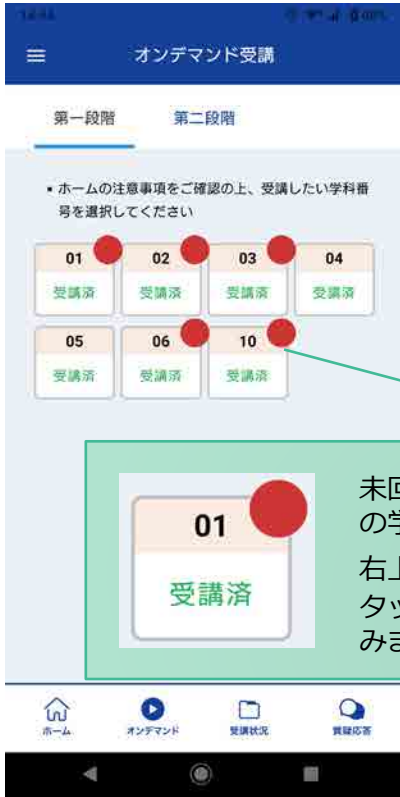 オンデマンド受講
第一段階 第二段階
▪ ホームの注意事項をご確認の上、受講したい学科番
号を選択してください
01 02 03 04
受講済 受講済 受講済 受講済
05 06 10
受講済 受講済 受講済
01
受講済
未回
の学
右上
タッ
みま
ホーム オンデマンド 受講状況 質疑応答